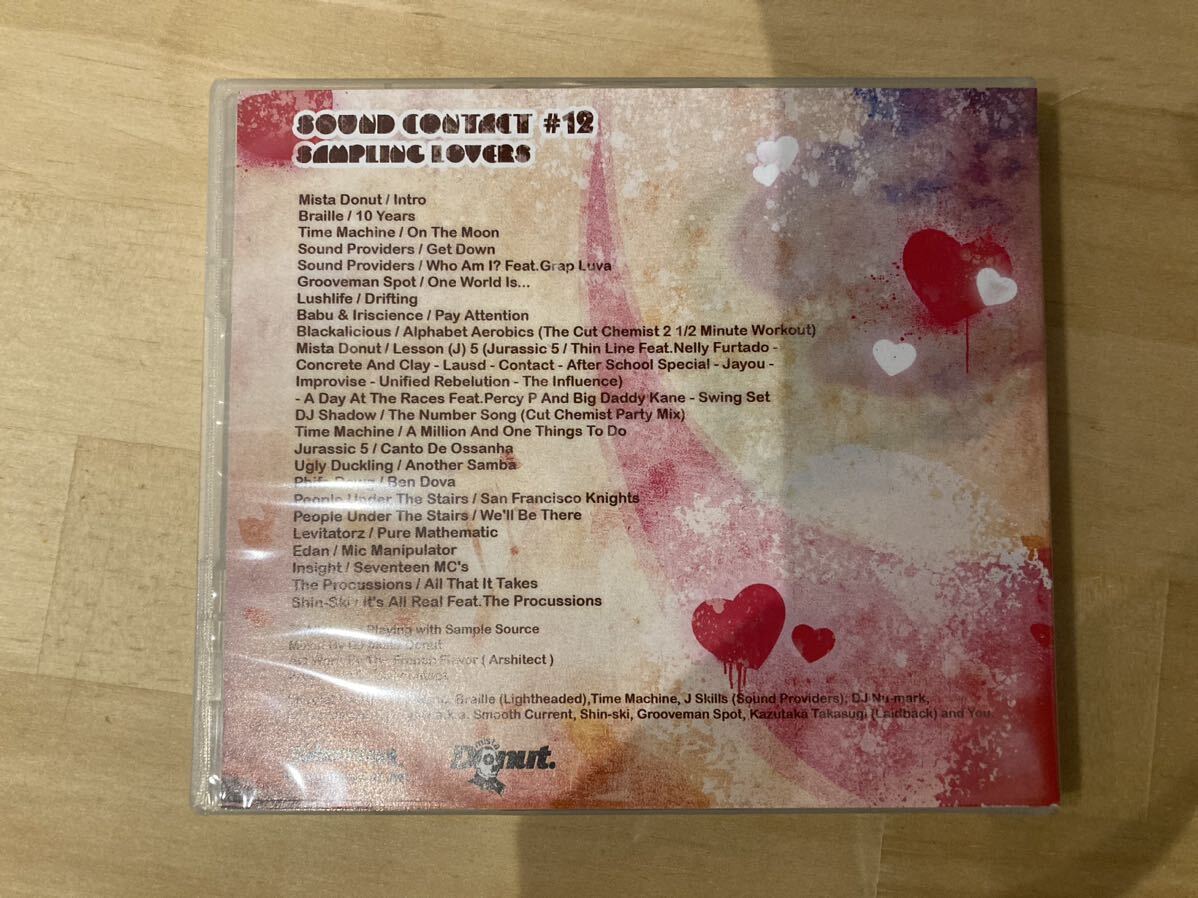 SOUND CONTACT #12
SAMPLING LOVERS
Mista Donut / Intro
Braille / 10 Years
Time Machine / On The Moon
Sound Providers / Get Down
Sound Providers / Who Am I? Feat.Grap Luva
Grooveman Spot / One World Is...
Lushlife / Drifting
Babu & Iriscience / Pay Attention
Blackalicious / Alphabet Aerobics (The Cut Chemist 2 1/2 Minute Workout)
Mista Donut / Lesson (J) 5 (Jurassic 5 / Thin Line Feat.Nelly Furtado -
Concrete And Clay - Lausd - Contact - After School Special - Jayou -
Improvise - Unified Rebelution - The Influence)
- A Day At The Races Feat.Percy P And Big Daddy Kane - Swing Set
DJ Shadow / The Number Song (Cut Chemist Party Mix)
Time Machine / A Million And One Things To Do
Jurassic 5 / Canto De Ossanha
Ugly Duckling / Another Samba
Phife Dawg / Ben Dova
People Under The Stairs / San Francisco Knights
People Under The Stairs / We'll Be There
Levitatorz / Pure Mathematic
Edan / Mic Manipulator
Insight / Seventeen MC's
The Procussions / All That It Takes
Shin-Ski / It's All Real Feat.The Procussions
Playing with Sample Source
Donut
( Arshitect )
Braille (Lightheaded),Time Machine, J Skills (Sound Providers), DJ Nu-mark,
a.k.a. Smooth Current, Shin-ski, Grooveman Spot, Kazutaka Takasugi (Laidback) and You.
mista
Donut.